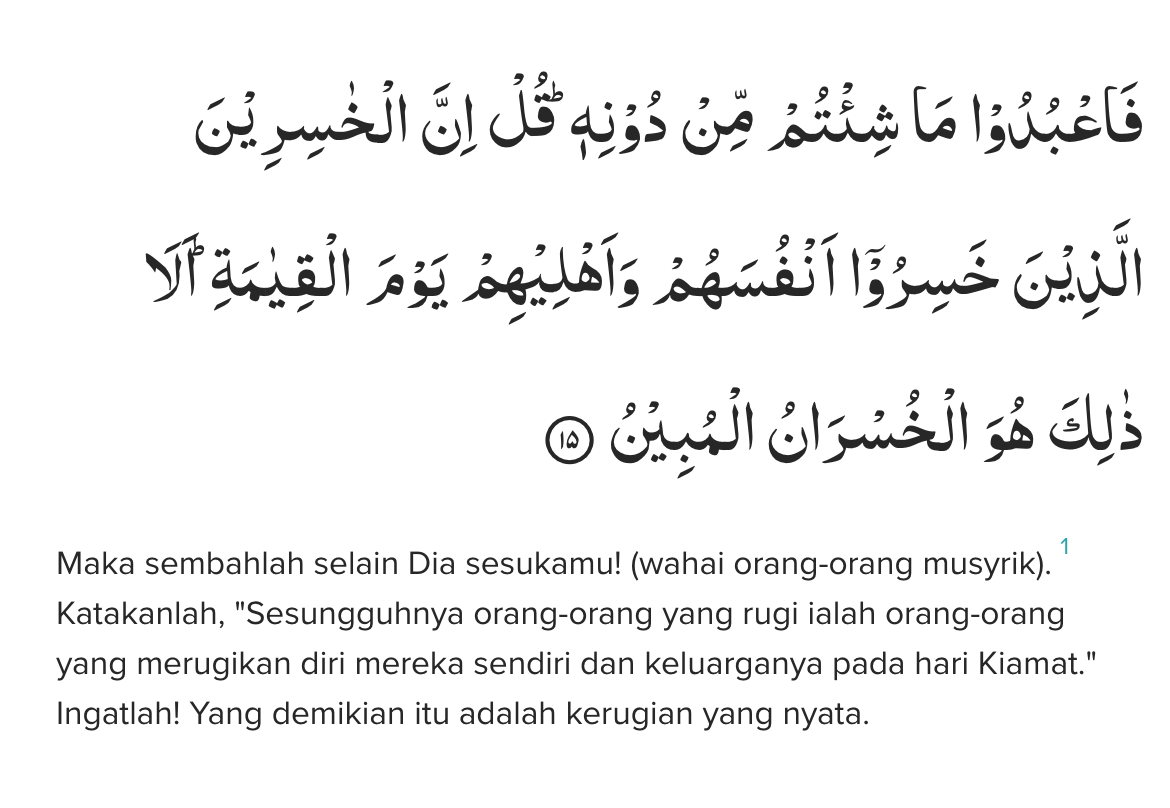 فَاعْبُدُوْا مَا شِئْتُمْ مِّنْ دُوْنِهٖۗ قُلْ اِنَّ الْخٰسِرِيْنَ
الَّذِيْنَ خَسِرُوْٓا اَنْفُسَهُمْ وَاَهْلِيْهِمْ يَوْمَ الْقِيٰمَةِۗ اَلَا
ذٰلِكَ هُوَ الْخُسْرَانُ الْمُبِيْنُ ۝١٥
Maka sembahlah selain Dia sesukamu! (wahai orang-orang musyrik). 1
Katakanlah, "Sesungguhnya orang-orang yang rugi ialah orang-orang
yang merugikan diri mereka sendiri dan keluarganya pada hari Kiamat."
Ingatlah! Yang demikian itu adalah kerugian yang nyata.